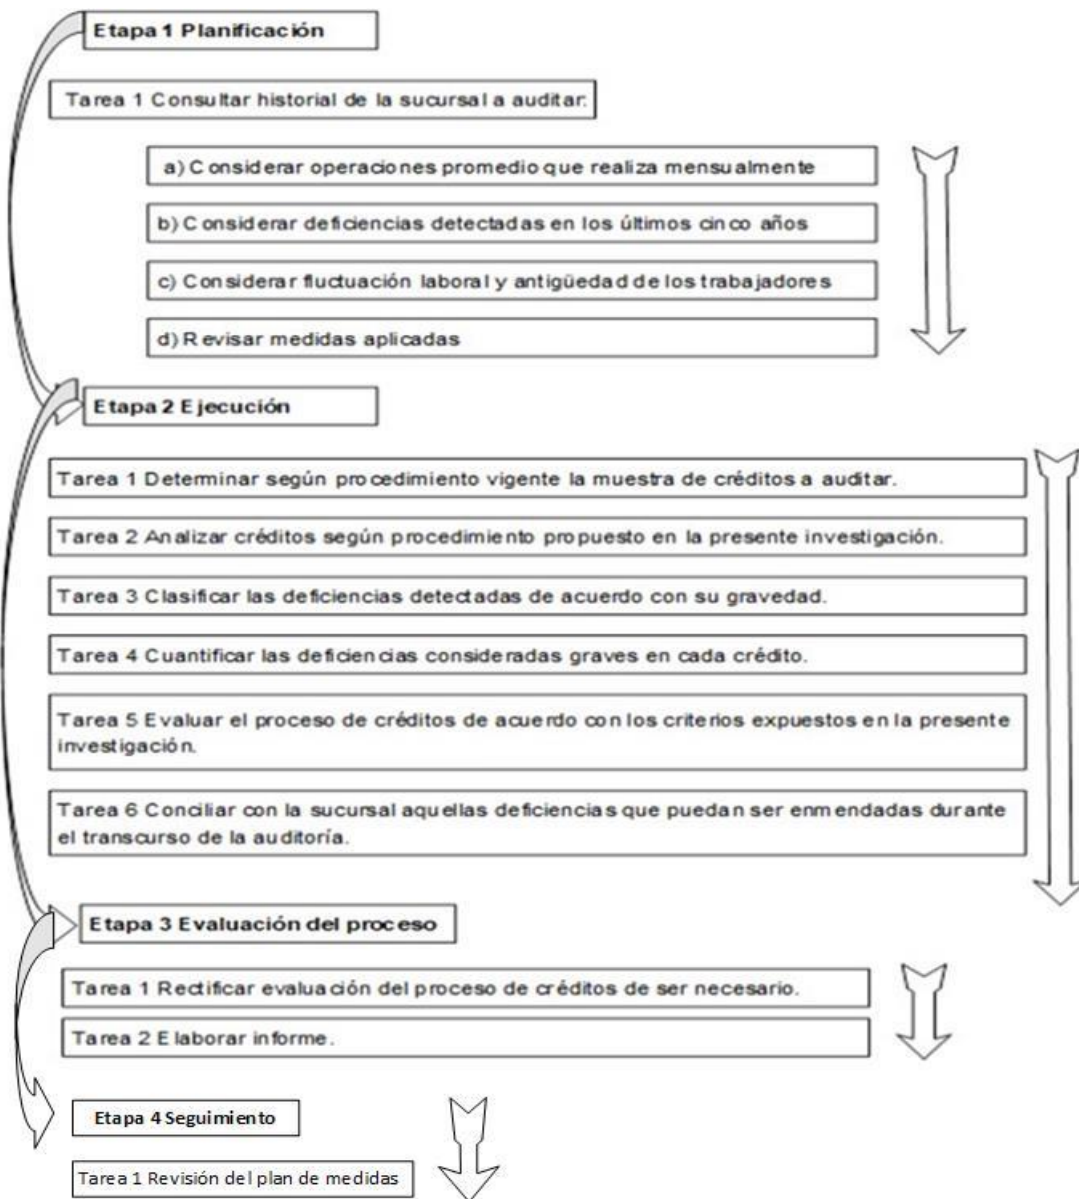 Etapa 1 Planificación
Tarea 1 Consultar historial de la sucursal a auditar:
a) Considerar operaciones promedio que realiza mensualmente
b) Considerar deficiencias detectadas en los últimos cinco años
c) Considerar fluctuación laboral y antigüedad de los trabajadores
d) Revisar medidas aplicadas
Etapa 2 Ejecución
Tarea 1 Determinar según procedimiento vigente la muestra de créditos a auditar.
Tarea 2 Analizar créditos según procedimiento propuesto en la presente investigación.
Tarea 3 Clasificar las deficiencias detectadas de acuerdo con su gravedad.
Tarea 4 Cuantificar las deficiencias consideradas graves en cada crédito.
Tarea 5 Evaluar el proceso de créditos de acuerdo con los criterios expuestos en la presente
investigación.
Tarea 6 Conciliar con la sucursal aquellas deficiencias que puedan ser enmendadas durante
el transcurso de la auditoría.
Etapa 3 Evaluación del proceso
Tarea 1 Rectificar evaluación del proceso de créditos de ser necesario.
Tarea 2 Elaborar informe.
Etapa 4 Seguimiento
Tarea 1 Revisión del plan de medidas